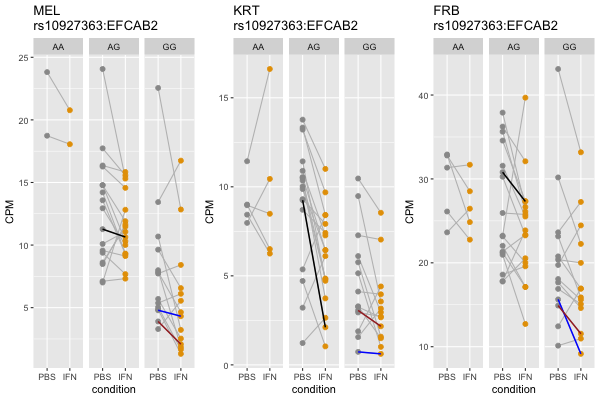 MEL
rs10927363:EFCAB2
AA AG GG
25
20
15
10
5
CPM
PBS IFN PBS IFN PBS IFN
condition
KRT
rs10927363:EFCAB2
AA AG GG
15
10
5
0
CPM
PBS IFN PBS IFN PBS IFN
condition
FRB
rs10927363:EFCAB2
AA AG GG
40
30
20
10
CPM
PBS IFN PBS IFN PBS IFN
condition